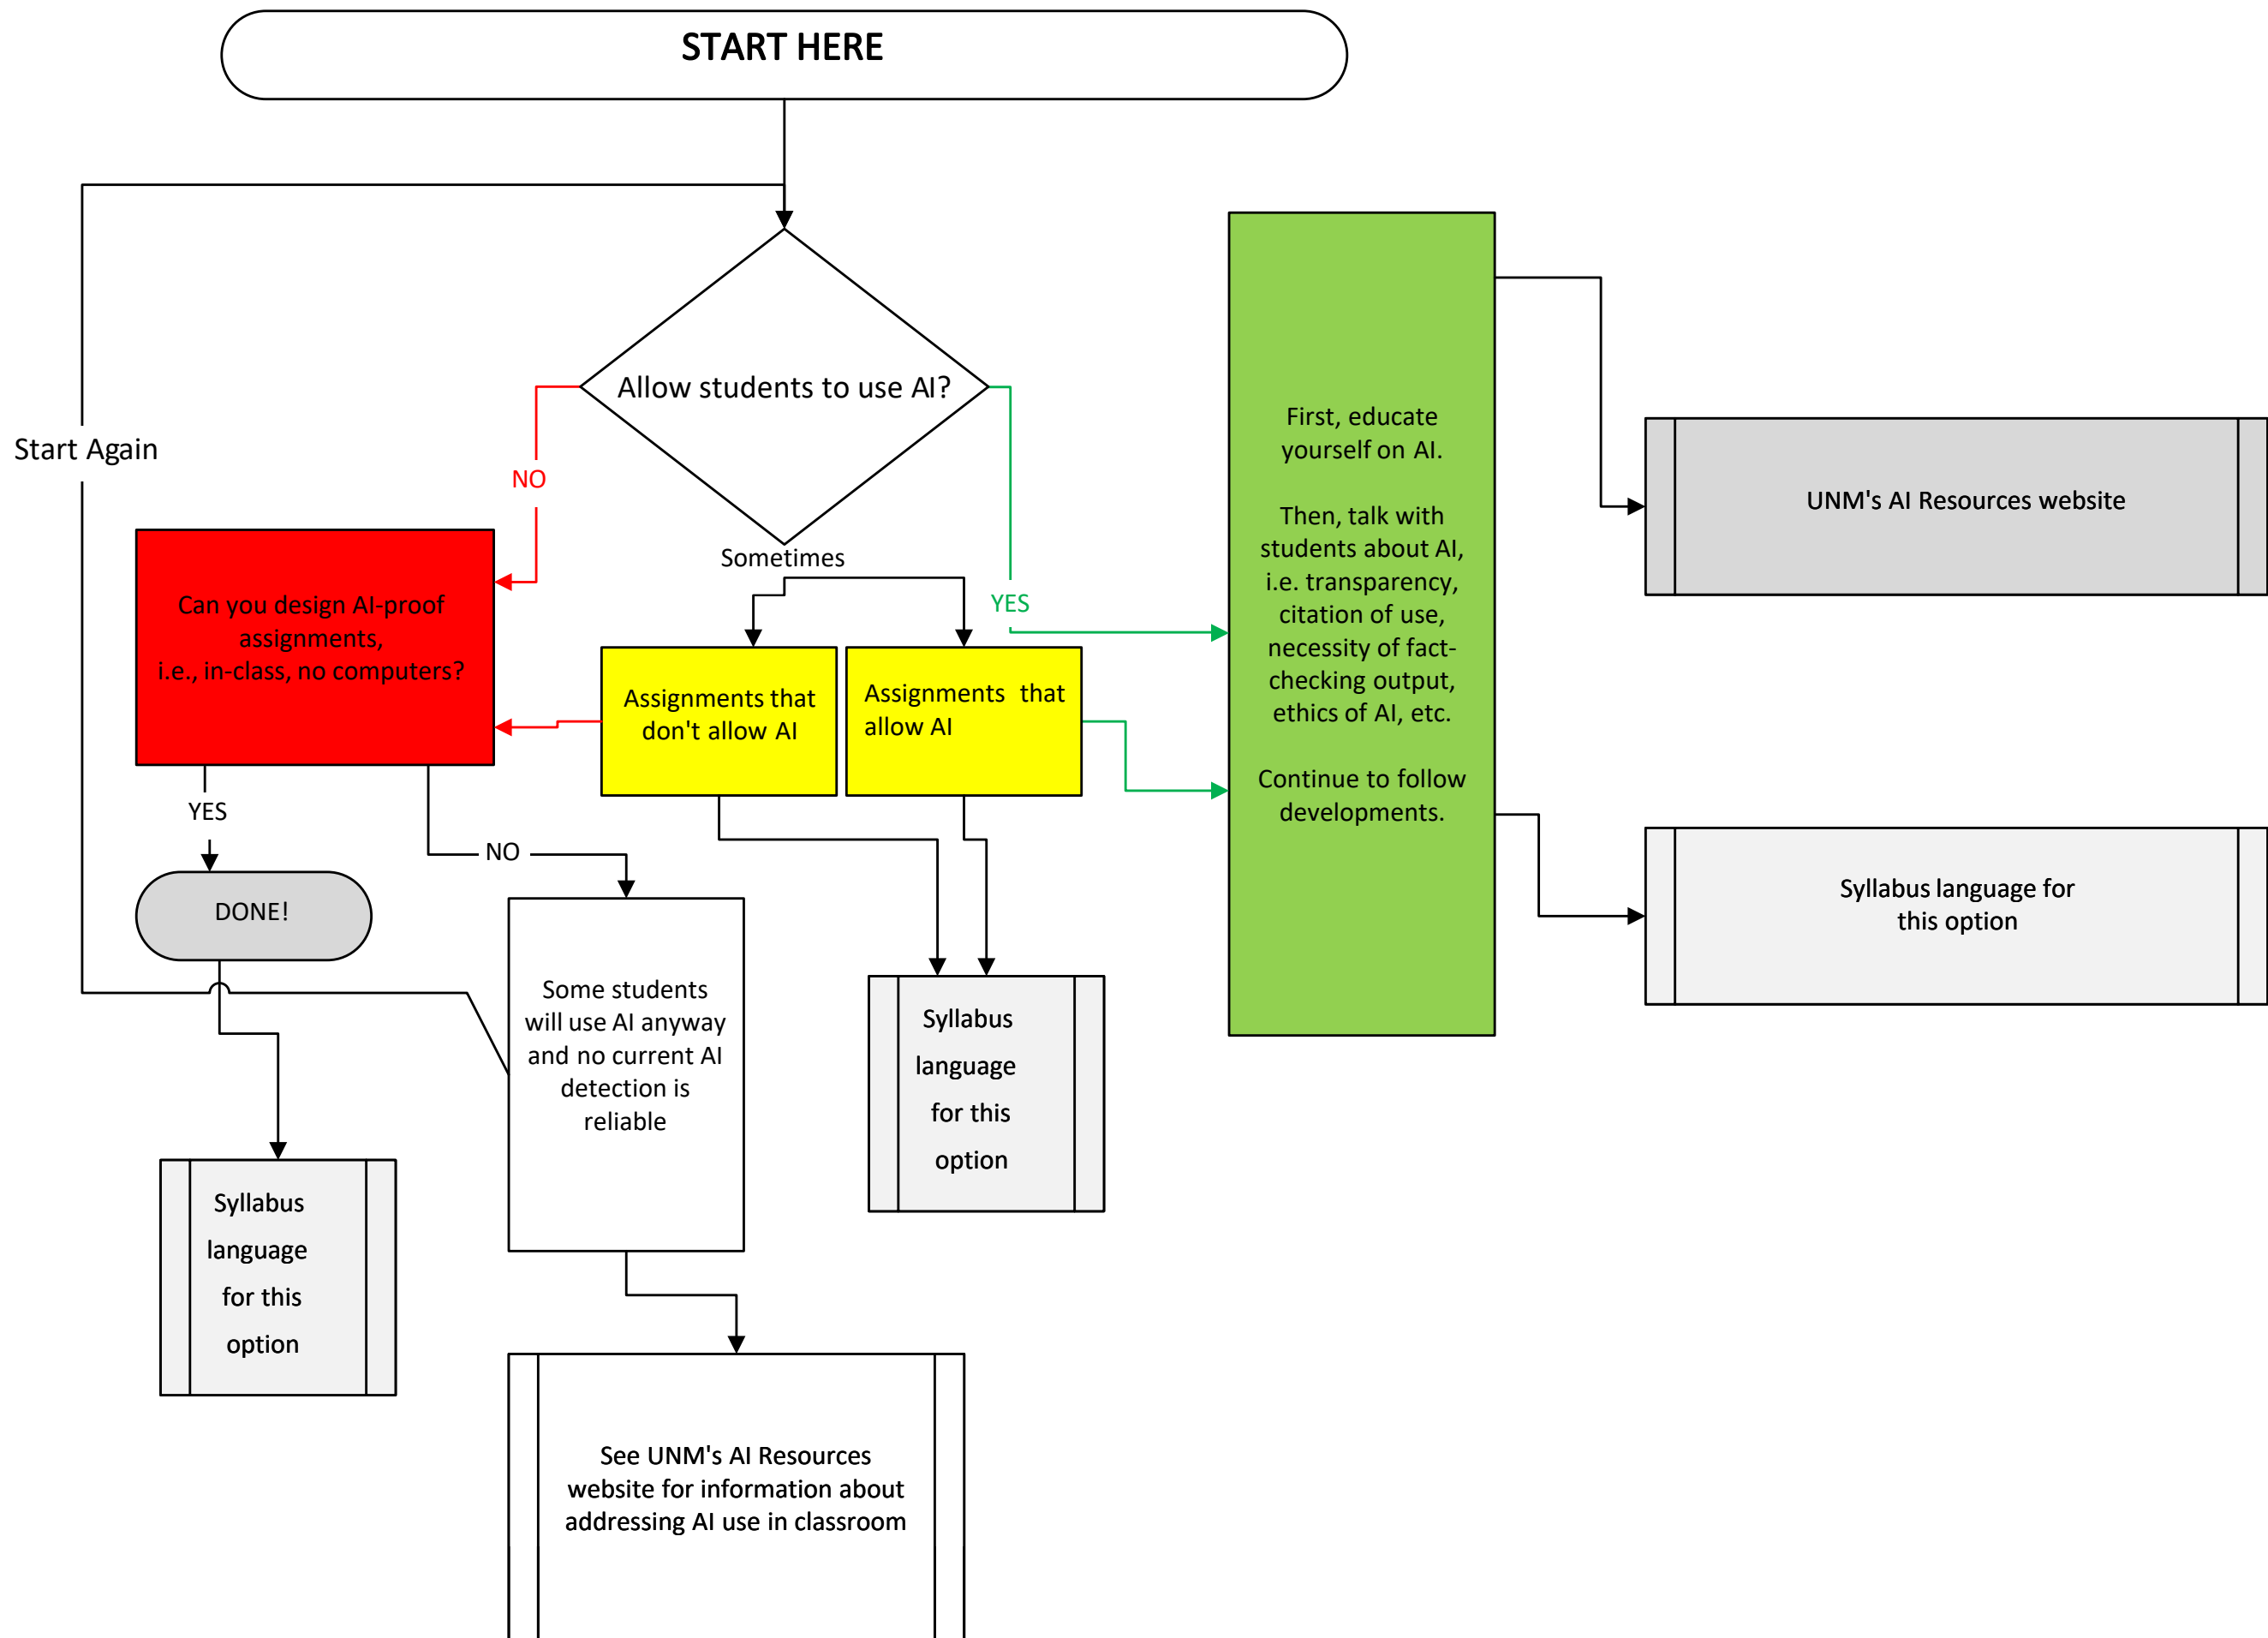 START HERE
Allow students to use AI?
Start Again
NO
Sometimes
YES
First, educate
yourself on AI.
Then, talk with
students about AI,
i.e. transparency,
citation of use,
necessity of fact-
checking output,
ethics of AI, etc.
Continue to follow
developments.
UNM's AI Resources website
Can you design AI-proof
assignments,
i.e., in-class, no computers?
Assignments that
don't allow AI
Assignments that
allow AI
YES
NO
DONE!
Syllabus language for
this option
Some students
will use AI anyway
and no current AI
detection is
reliable
Syllabus
language
for this
option
Syllabus
language
for this
option
See UNM's AI Resources
website for information about
addressing AI use in classroom